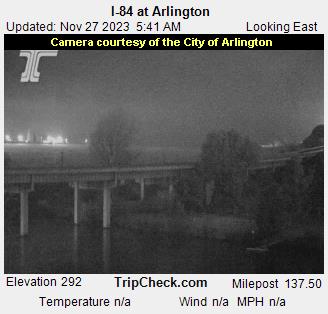 I-84 at Arlington
Updated: Nov 27 2023 5:41 AM Looking East
Camera courtesy of the City of Arlington
Elevation 292 TripCheck.com Milepost 137.50
Temperature n/a Wind n/a MPH n/a